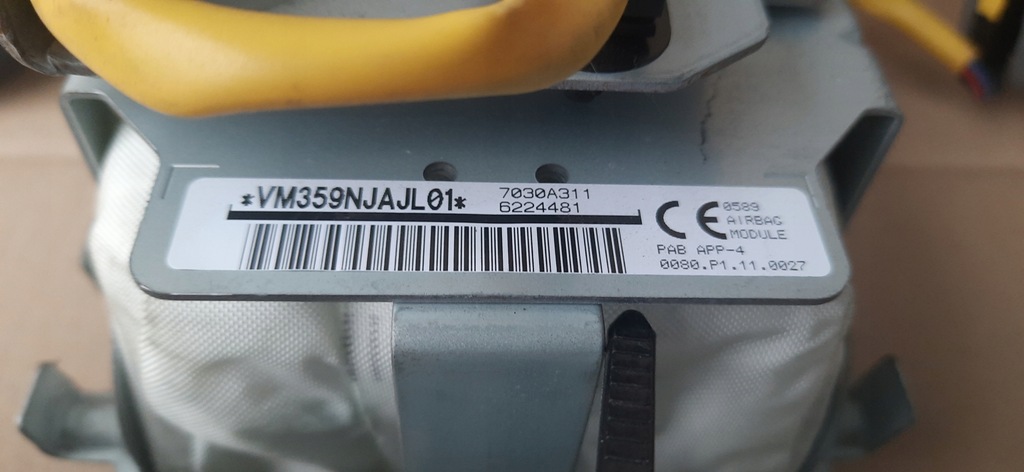 *VM359NJAJL01*
7030A311
6224481
CE 0589
AIRBAG
MODULE
PAB APP-4
0080.P1.11.0027